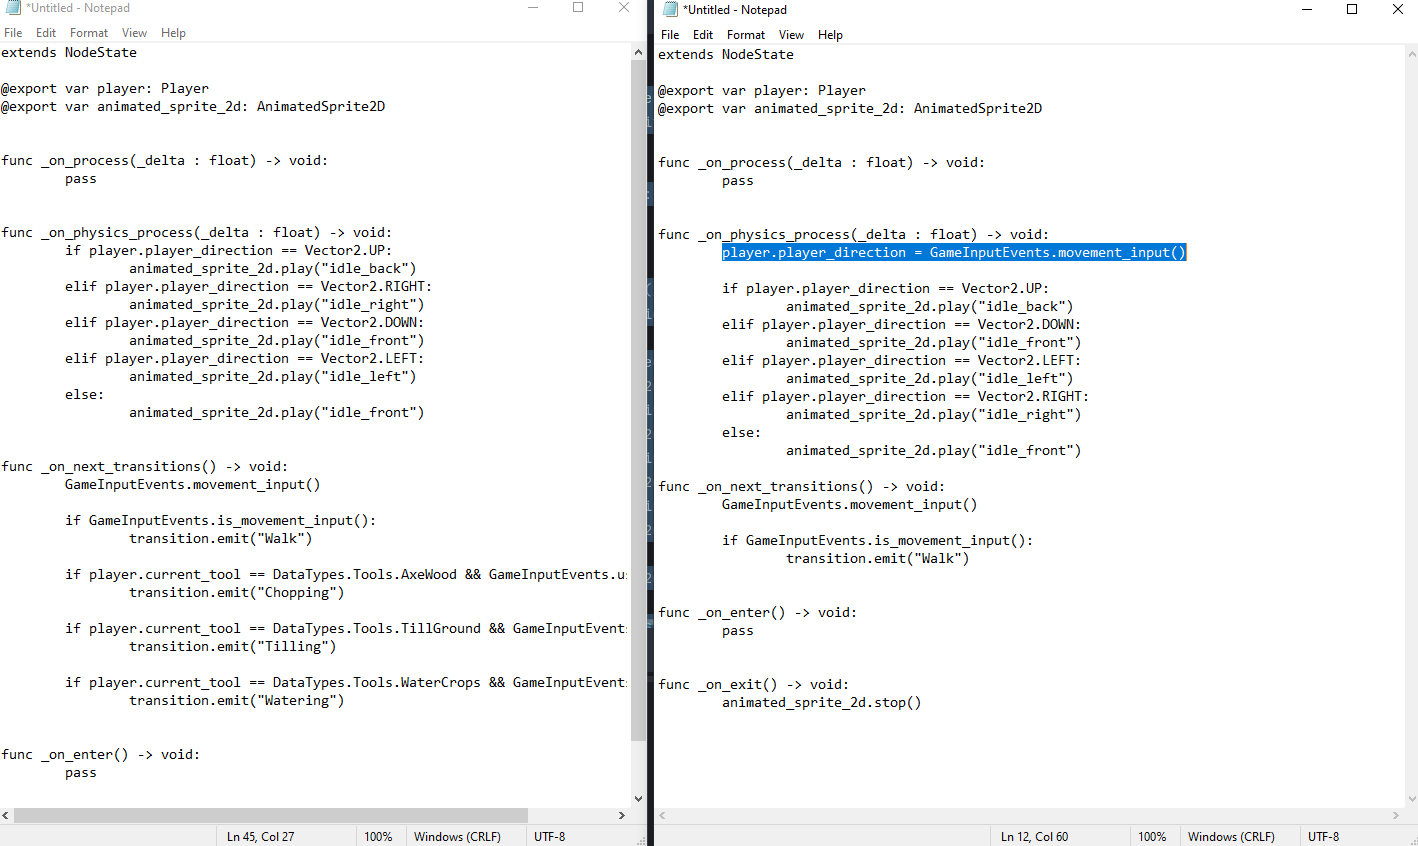 *Untitled - Notepad
File Edit Format View Help
extends NodeState
@export var player: Player
@export var animated_sprite_2d: AnimatedSprite2D
func _on_process(_delta : float) -> void:
pass
func _on_physics_process(_delta : float) -> void:
if player.player_direction == Vector2.UP:
animated_sprite_2d.play("idle_back")
elif player.player_direction == Vector2.RIGHT:
animated_sprite_2d.play("idle_right")
elif player.player_direction == Vector2.DOWN:
animated_sprite_2d.play("idle_front")
elif player.player_direction == Vector2.LEFT:
animated_sprite_2d.play("idle_left")
else:
animated_sprite_2d.play("idle_front")
func _on_next_transitions() -> void:
GameInputEvents.movement_input()
if GameInputEvents.is_movement_input():
transition.emit("Walk")
if player.current_tool == DataTypes.Tools.AxeWood && GameInputEvents.u
transition.emit("Chopping")
if player.current_tool == DataTypes.Tools.TillGround && GameInputEvent
transition.emit("Tilling")
if player.current_tool == DataTypes.Tools.WaterCrops && GameInputEvent
transition.emit("Watering")
func _on_enter() -> void:
pass
Ln 45, Col 27 100% Windows (CRLF) UTF-8
*Untitled - Notepad
File Edit Format View Help
extends NodeState
@export var player: Player
@export var animated_sprite_2d: AnimatedSprite2D
func _on_process(_delta : float) -> void:
pass
func _on_physics_process(_delta : float) -> void:
player.player_direction = GameInputEvents.movement_input()
if player.player_direction == Vector2.UP:
animated_sprite_2d.play("idle_back")
elif player.player_direction == Vector2.DOWN:
animated_sprite_2d.play("idle_front")
elif player.player_direction == Vector2.LEFT:
animated_sprite_2d.play("idle_left")
elif player.player_direction == Vector2.RIGHT:
animated_sprite_2d.play("idle_right")
else:
animated_sprite_2d.play("idle_front")
func _on_next_transitions() -> void:
GameInputEvents.movement_input()
if GameInputEvents.is_movement_input():
transition.emit("Walk")
func _on_enter() -> void:
pass
func _on_exit() -> void:
animated_sprite_2d.stop()
Ln 12, Col 60 100% Windows (CRLF) UTF-8